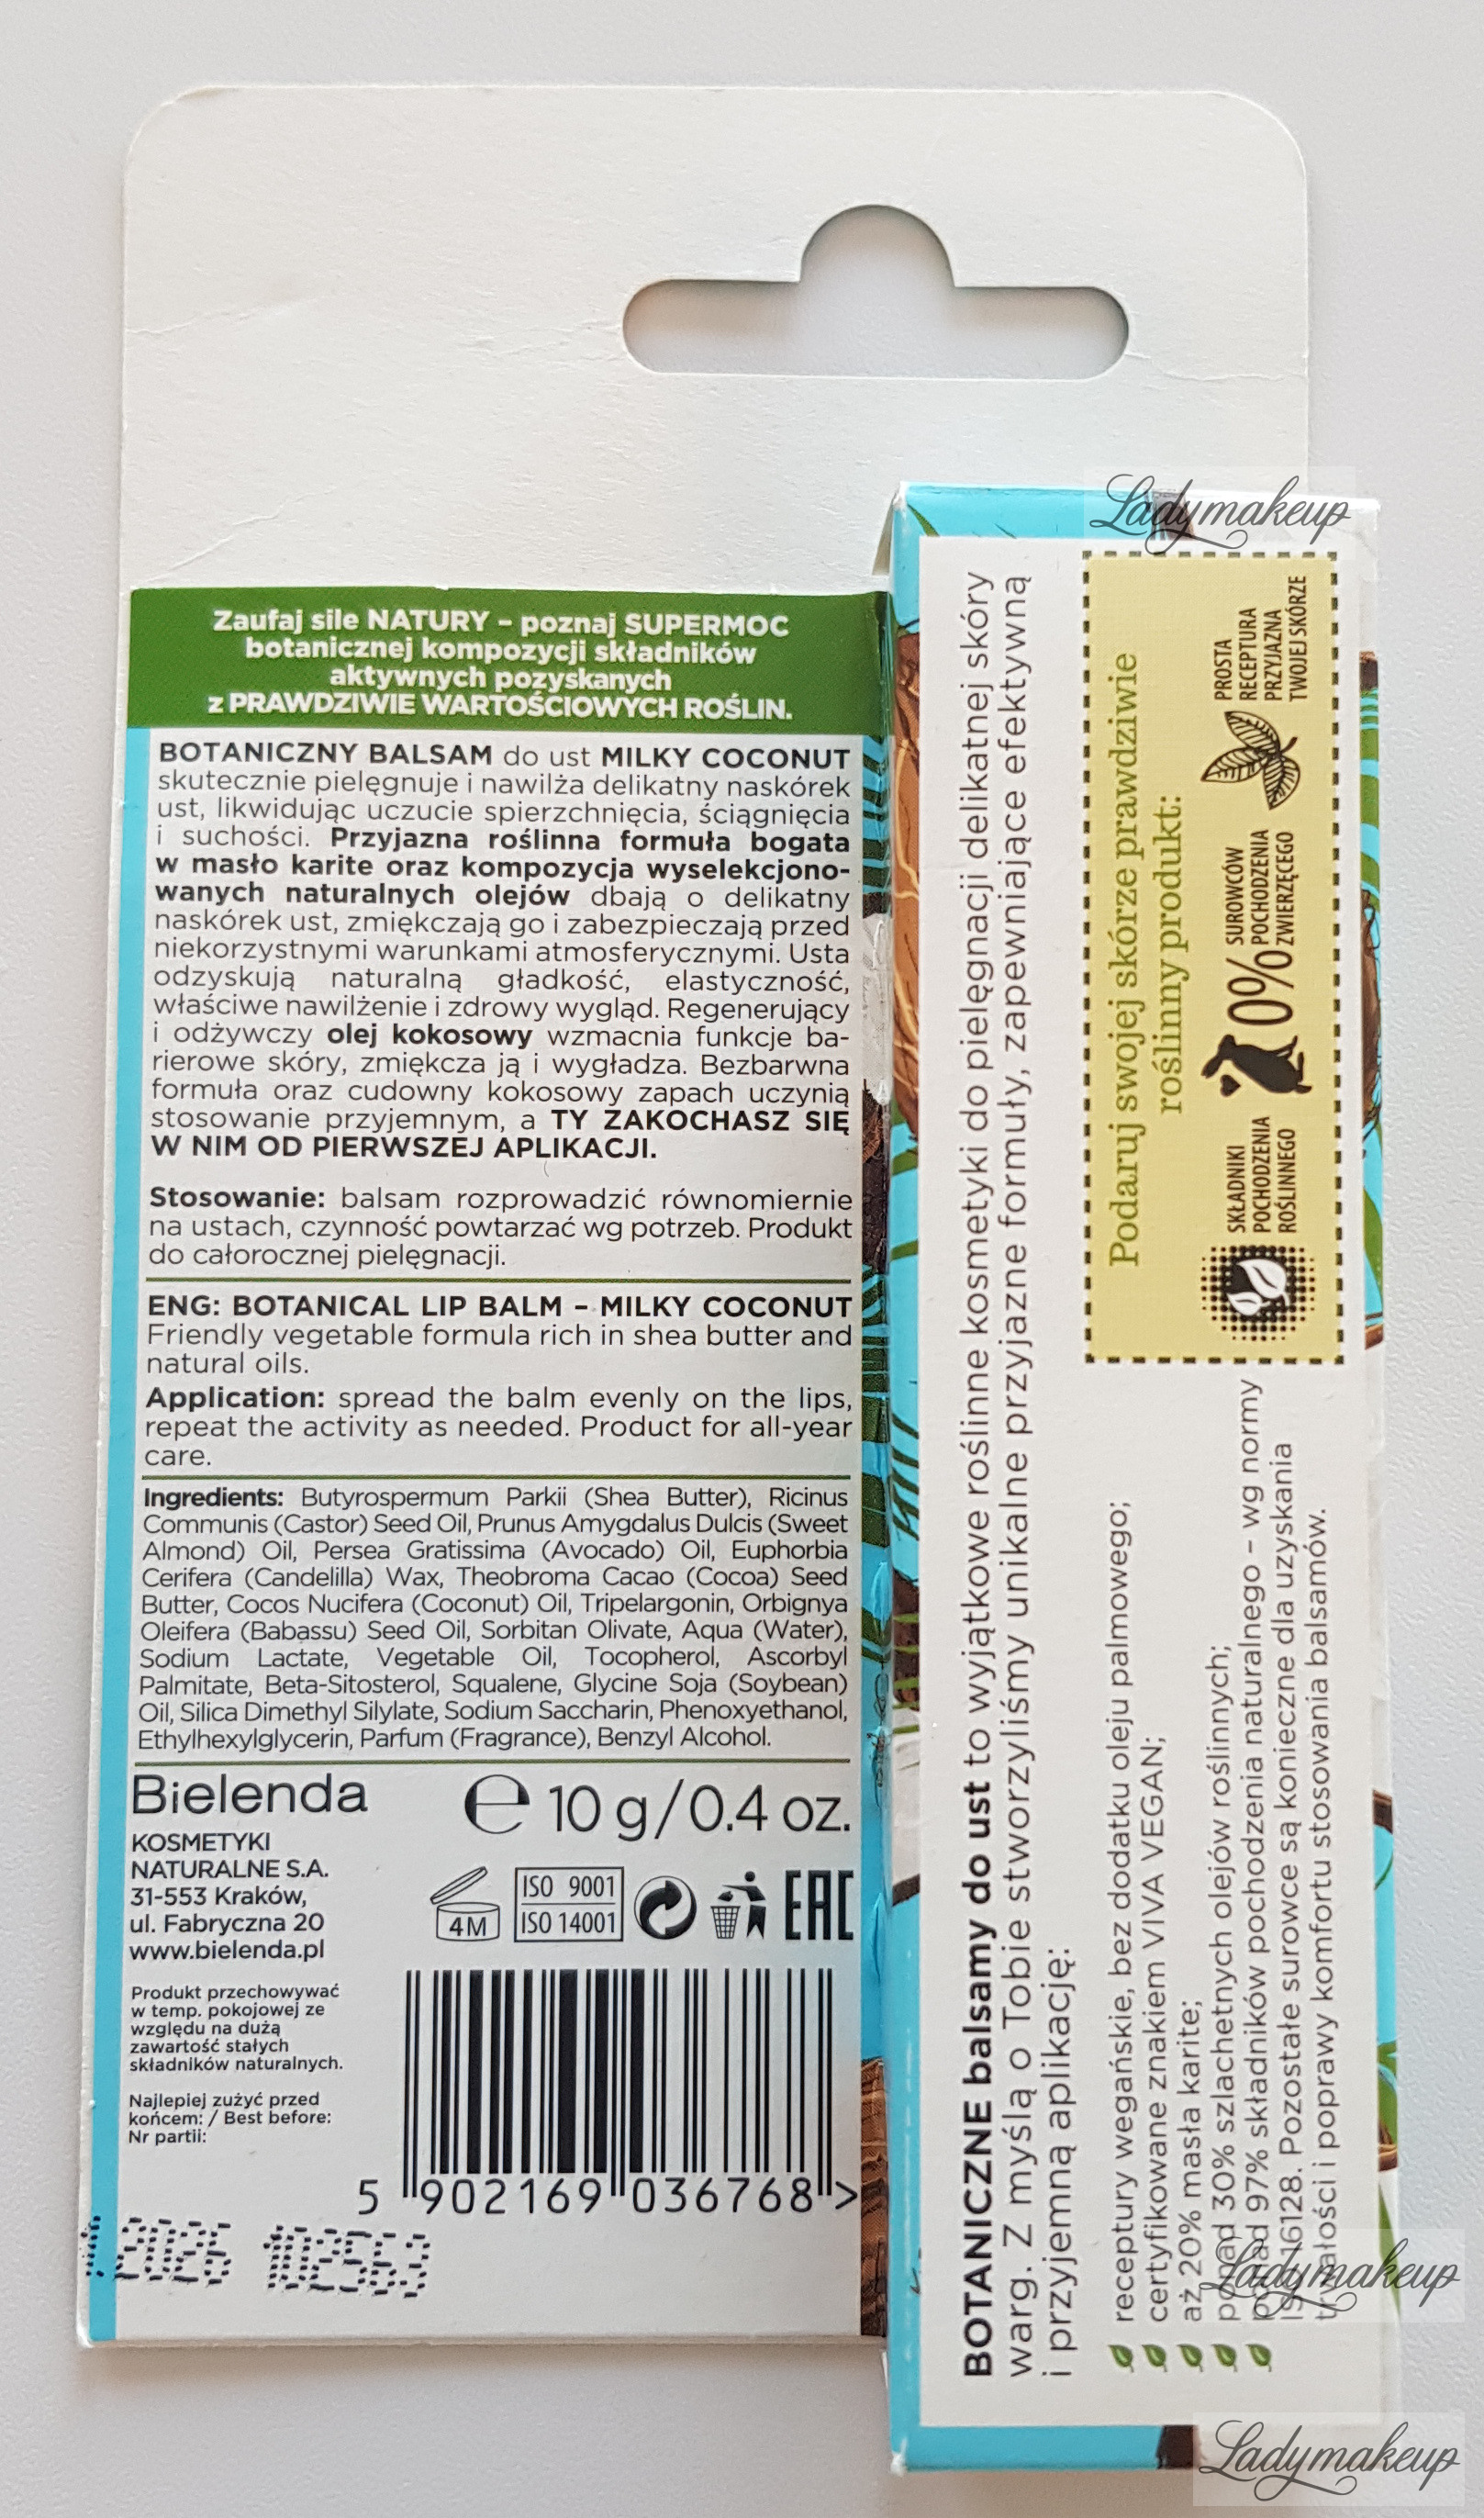 Zaufaj sile NATURY – poznaj SUPERMOC
botanicznej kompozycji składników
aktywnych pozyskanych
z PRAWDZIWIE WARTOŚCIOWYCH ROŚLIN.
BOTANICZNY BALSAM do ust MILKY COCONUT
skutecznie pielęgnuje i nawilża delikatny naskórek
ust, likwidując uczucie spierzchnięcia, ściągnięcia
i suchości. Przyjazna roślinna formuła bogata
w masło karite oraz kompozycja wyselekcjono-
wanych naturalnych olejów dbają o delikatny
naskórek ust, zmiękczają go i zabezpieczają przed
niekorzystnymi warunkami atmosferycznymi. Usta
odzyskują naturalną gładkość, elastyczność,
właściwe nawilżenie i zdrowy wygląd. Regenerujący
i odżywczy olej kokosowy wzmacnia funkcje ba-
rierowe skóry, zmiękcza ją i wygładza. Bezbarwna
formuła oraz cudowny kokosowy zapach uczynią
stosowanie przyjemnym, a TY ZAKOCHASZ SIĘ
W NIM OD PIERWSZEJ APLIKACJI.
Stosowanie: balsam rozprowadzić równomiernie
na ustach, czynność powtarzać wg potrzeb. Produkt
do całorocznej pielęgnacji.
ENG: BOTANICAL LIP BALM – MILKY COCONUT
Friendly vegetable formula rich in shea butter and
natural oils.
Application: spread the balm evenly on the lips,
repeat the activity as needed. Product for all-year
care.
Ingredients: Butyrospermum Parkii (Shea Butter), Ricinus
Communis (Castor) Seed Oil, Prunus Amygdalus Dulcis (Sweet
Almond) Oil, Persea Gratissima (Avocado) Oil, Euphorbia
Cerifera (Candelilla) Wax, Theobroma Cacao (Cocoa) Seed
Butter, Cocos Nucifera (Coconut) Oil, Tripelargonin, Orbignya
Oleifera (Babassu) Seed Oil, Sorbitan Olivate, Aqua (Water),
Sodium Lactate, Vegetable Oil, Tocopherol, Ascorbyl
Palmitate, Beta-Sitosterol, Squalene, Glycine Soja (Soybean)
Oil, Silica Dimethyl Silylate, Sodium Saccharin, Phenoxyethanol,
Ethylhexylglycerin, Parfum (Fragrance), Benzyl Alcohol.
Bielenda
KOSMETYKI
NATURALNE S.A.
31-553 Kraków,
ul. Fabryczna 20
www.bielenda.pl
℮ 10 g/0.4 oz.
4M
ISO 9001
ISO 14001
EAC
Produkt przechowywać
w temp. pokojowej ze
względu na dużą
zawartość stałych
składników naturalnych.
Najlepiej zużyć przed
końcem: / Best before:
Nr partii:
5 902169 036768 >
2026 102563
BOTANICZNE balsamy do ust to wyjątkowe roślinne kosmetyki do pielęgnacji delikatnej skóry
warg. Z myślą o Tobie stworzyliśmy unikalne przyjazne formuły, zapewniające efektywną
i przyjemną aplikację:
receptury wegańskie, bez dodatku oleju palmowego;
certyfikowane znakiem VIVA VEGAN;
aż 20% masła karite;
ponad 30% szlachetnych olejów roślinnych;
ponad 97% składników pochodzenia naturalnego – wg normy
ISO 16128. Pozostałe surowce są konieczne dla uzyskania
trwałości i poprawy komfortu stosowania balsamów.
Podaruj swojej skórze prawdziwie
roślinny produkt:
SKŁADNIKI
POCHODZENIA
ROŚLINNEGO
0% SUROWCÓW
POCHODZENIA
ZWIERZĘCEGO
PROSTA
RECEPTURA
PRZYJAZNA
TWOJEJ SKÓRZE
Ladymakeup
Ladymakeup
Ladymakeup